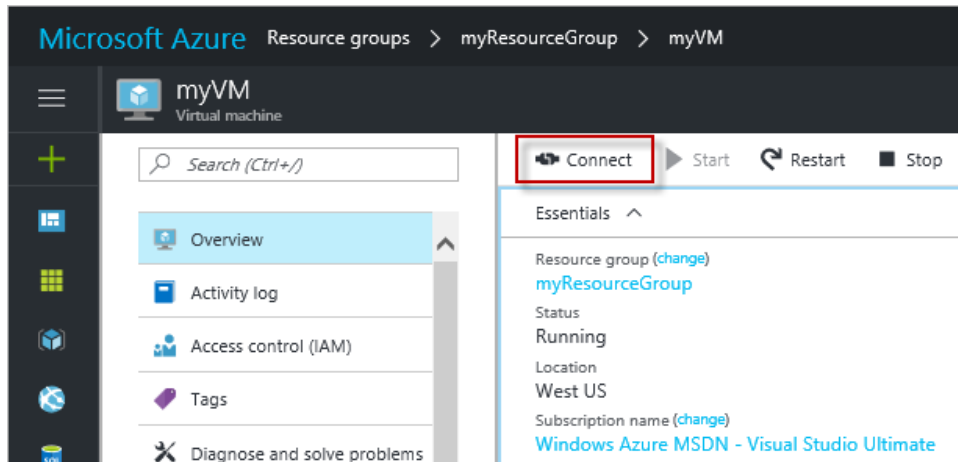 Microsoft Azure Resource groups > myResourceGroup > myVM
myVM
Virtual machine
Search (Ctrl+/)
Connect Start Restart Stop
Overview
Activity log
Access control (IAM)
Tags
Diagnose and solve problems
Essentials
Resource group (change)
myResourceGroup
Status
Running
Location
West US
Subscription name (change)
Windows Azure MSDN - Visual Studio Ultimate
SQL